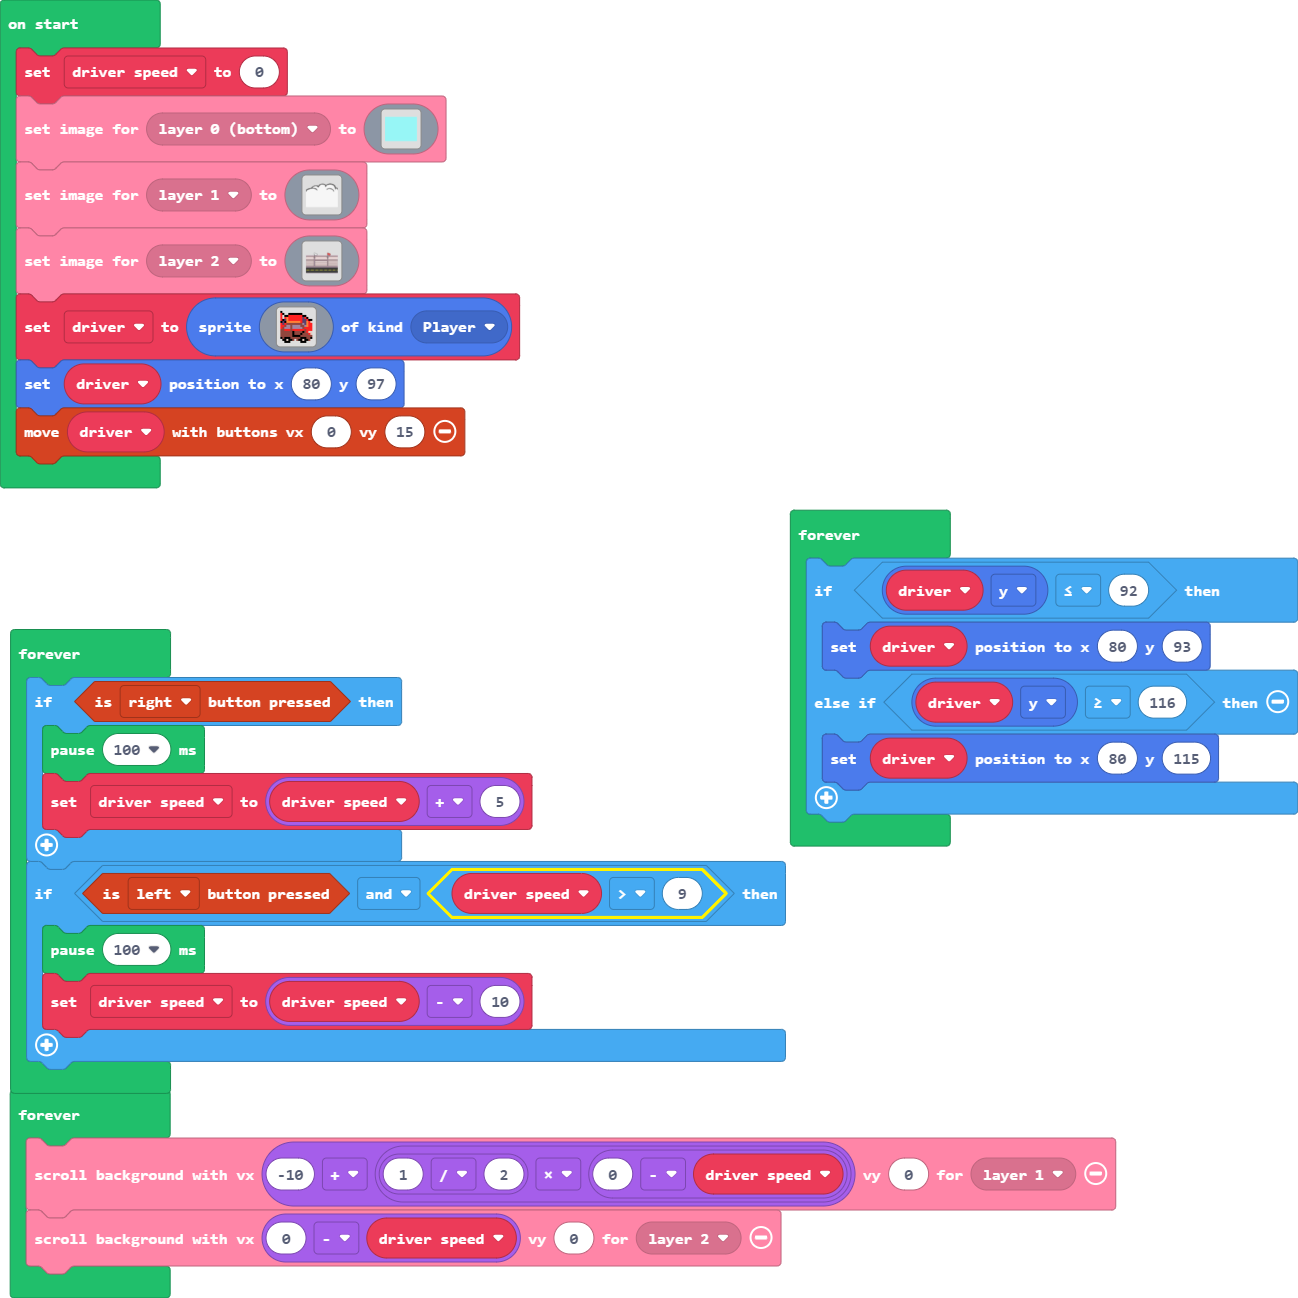 on start
set driver speed to 0
set image for layer 0 (bottom) to
set image for layer 1 to
set image for layer 2 to
set driver to sprite of kind Player
set driver position to x 80 y 97
move driver with buttons vx 0 vy 15
forever
if driver y ≤ 92 then
set driver position to x 80 y 93
else if driver y ≥ 116 then
set driver position to x 80 y 115
forever
if is right button pressed then
pause 100 ms
set driver speed to driver speed + 5
if is left button pressed and driver speed > 9 then
pause 100 ms
set driver speed to driver speed - 10
forever
scroll background with vx -10 + 1 / 2 × 0 - driver speed vy 0 for layer 1
scroll background with vx 0 - driver speed vy 0 for layer 2